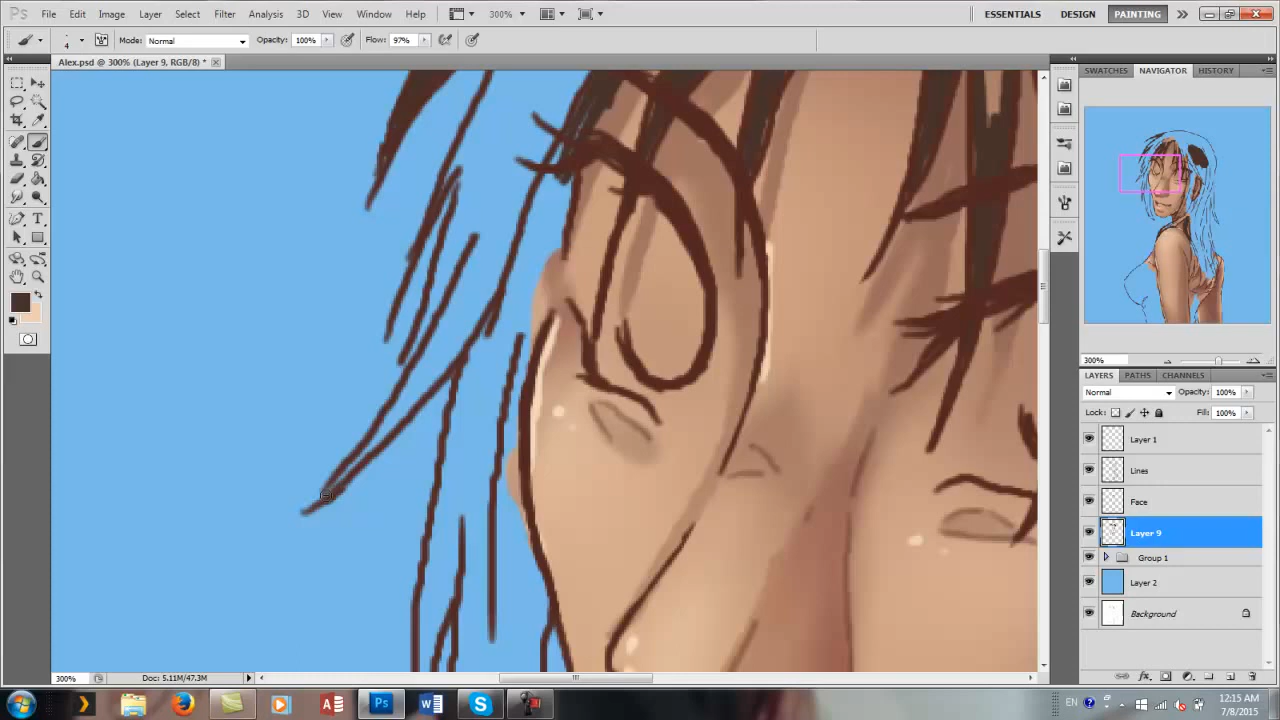 Ps File Edit Image Layer Select Filter Analysis 3D View Window Help 300% ESSENTIALS DESIGN PAINTING
4 Mode: Normal Opacity: 100% Flow: 97%
Alex.psd @ 300% (Layer 9, RGB/8) *
SWATCHES NAVIGATOR HISTORY
300%
LAYERS PATHS CHANNELS
Normal Opacity: 100%
Lock: Fill: 100%
Layer 1
Lines
Face
Layer 9
Group 1
Layer 2
Background
300% Doc: 5.11M/47.3M
EN 12:15 AM
7/8/2015